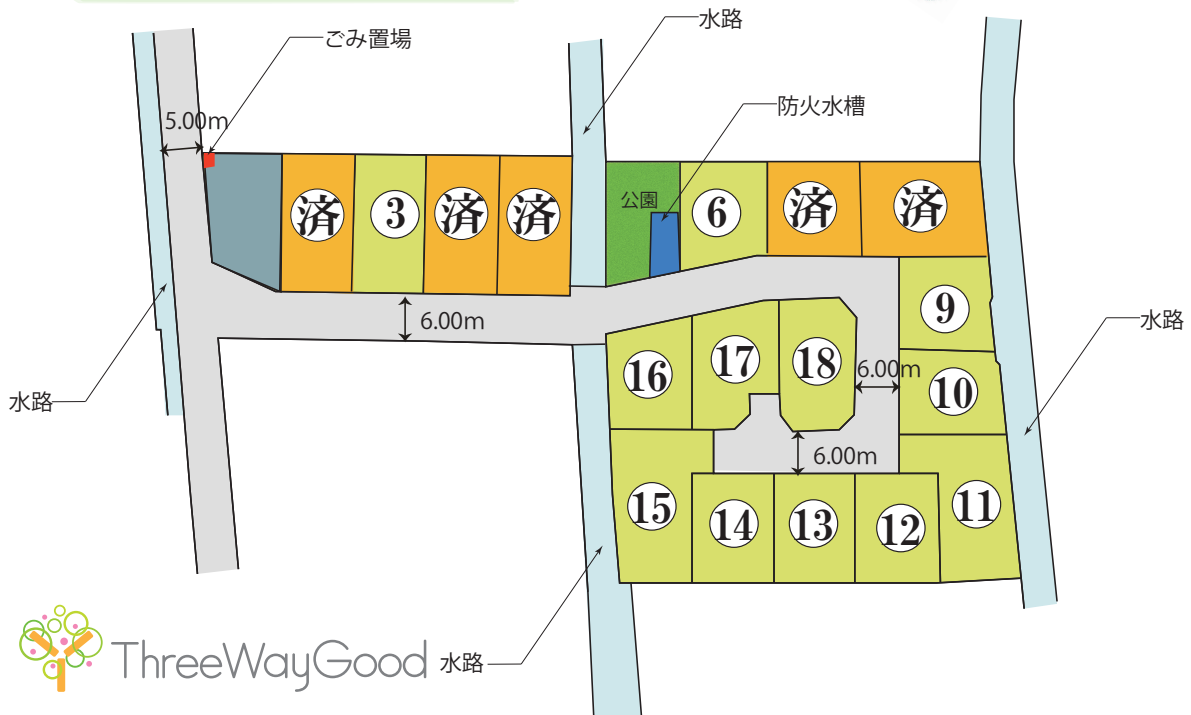 水路
ごみ置場
防火水槽
5.00m
済
③
済
済
公園
⑥
済
済
6.00m
⑨
水路
⑯
⑰
⑱
6.00m
⑩
水路
6.00m
⑮
⑭
⑬
⑫
⑪
ThreeWayGood
水路